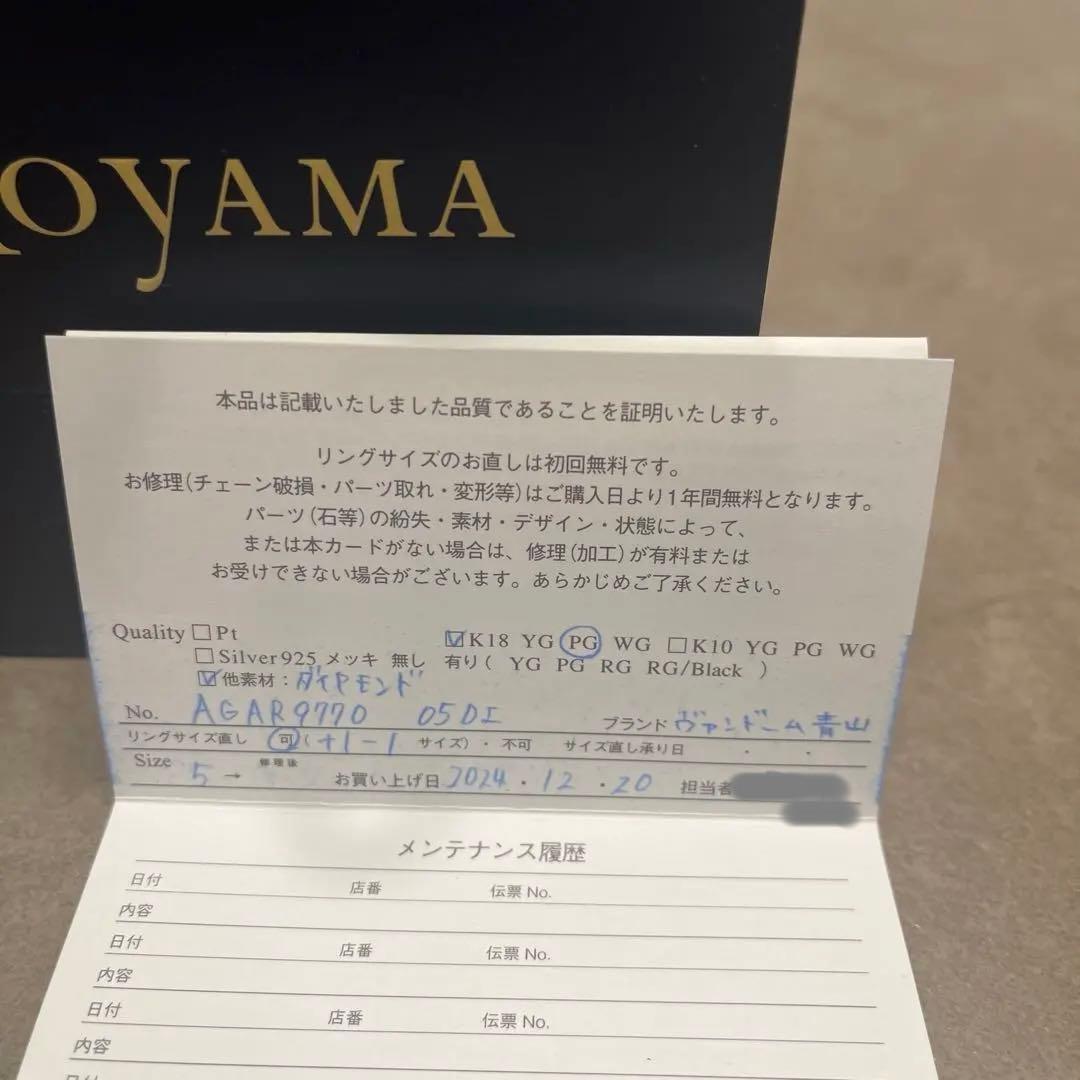 OYAMA
本品は記載いたしました品質であることを証明いたします。
リングサイズのお直しは初回無料です。
お修理(チェーン破損・パーツ取れ・変形等)はご購入日より1年間無料となります。
パーツ(石等)の紛失・素材・デザイン・状態によって、
または本カードがない場合は、修理(加工)が有料または
お受けできない場合がございます。あらかじめご了承ください。
Quality □Pt ☑K18 YG PG WG □K10 YG PG WG
□Silver925 メッキ 無し 有り( YG PG RG RG/Black )
☑他素材:ダイヤモンド
No. AGAR9770 05DI ブランド ヴァンドーム青山
リングサイズ直し 可(+1-1 サイズ)・不可 サイズ直し承り日 ・ ・
Size 5 → 修理後 お買い上げ日 2024・12・20 担当者
メンテナンス履歴
日付 店番 伝票No.
内容
日付 店番 伝票No.
内容
日付 店番 伝票No.
内容
日付